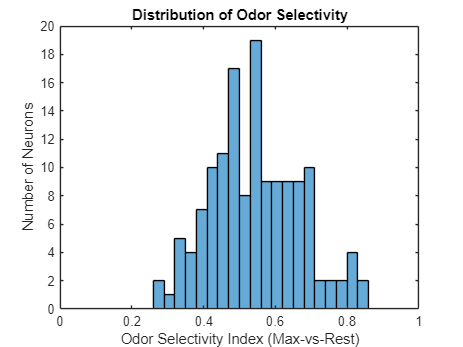 Distribution of Odor Selectivity
20
18
16
14
12
10
8
6
4
2
0
Number of Neurons
0 0.2 0.4 0.6 0.8 1
Odor Selectivity Index (Max-vs-Rest)